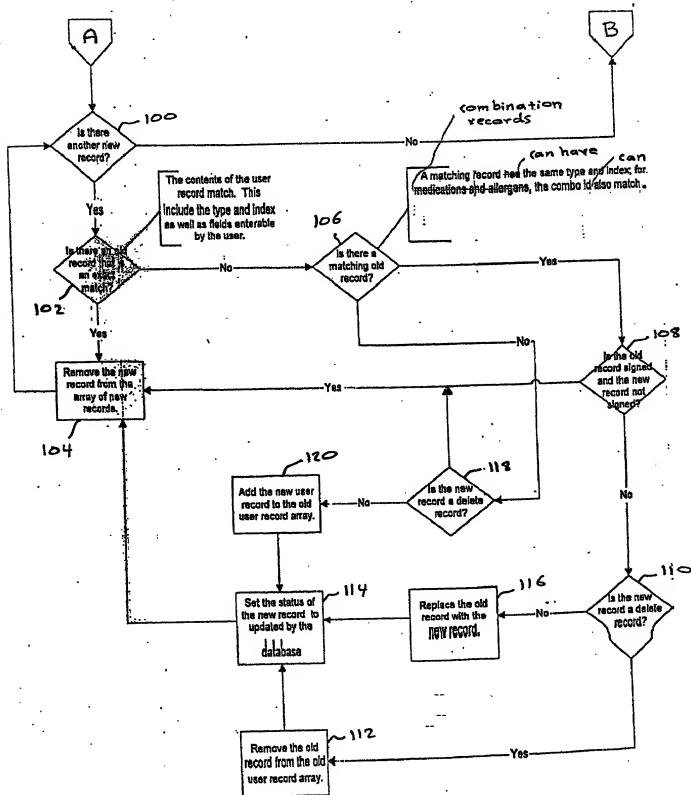 A
B
100
Is there
another new
record?
No
combination
records
can have
can
A matching record has the same type and index; for
medications and allergens, the combo id also match.
The contents of the user
record match. This
include the type and index
as well as fields enterable
by the user.
106
Yes
Is there an old
record that is
an exact
match?
102
No
Is there a
matching old
record?
Yes
Yes
No
108
Is the old
record signed
and the new
record not
signed?
Remove the new
record from the
array of new
records.
104
Yes
120
118
Add the new user
record to the old
user record array.
No
Is the new
record a delete
record?
No
110
Is the new
record a delete
record?
114
Set the status of
the new record to
updated by the
database
116
Replace the old
record with the
new record.
No
112
Remove the old
record from the old
user record array.
Yes